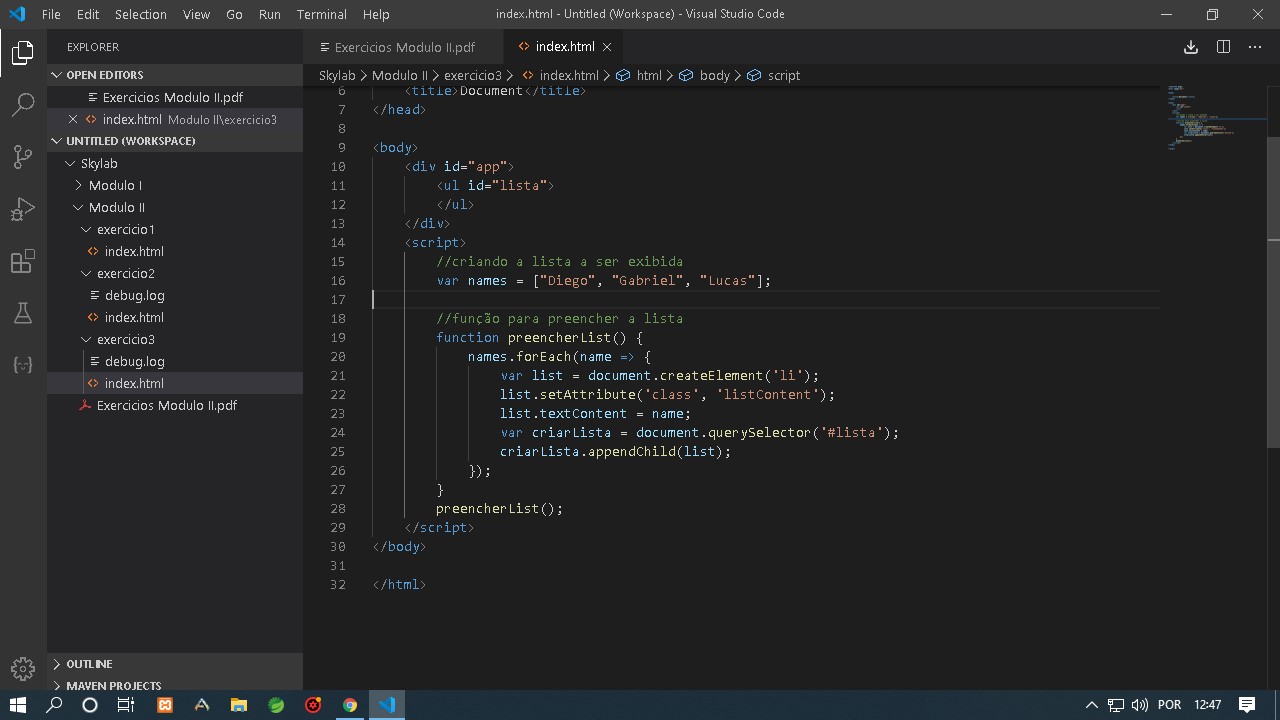 File Edit Selection View Go Run Terminal Help index.html - Untitled (Workspace) - Visual Studio Code
EXPLORER
OPEN EDITORS
Exercicios Modulo II.pdf
index.html Modulo II\exercicio3
UNTITLED (WORKSPACE)
Skylab
Modulo I
Modulo II
exercicio1
index.html
exercicio2
debug.log
index.html
exercicio3
debug.log
index.html
Exercicios Modulo II.pdf
OUTLINE
MAVEN PROJECTS
Exercicios Modulo II.pdf index.html
Skylab > Modulo II > exercicio3 > index.html > html > body > script
6 <title>Document</title>
7 </head>
8
9 <body>
10 <div id="app">
11 <ul id="lista">
12 </ul>
13 </div>
14 <script>
15 //criando a lista a ser exibida
16 var names = ["Diego", "Gabriel", "Lucas"];
17
18 //função para preencher a lista
19 function preencherList() {
20 names.forEach(name => {
21 var list = document.createElement('li');
22 list.setAttribute('class', 'listContent');
23 list.textContent = name;
24 var criarLista = document.querySelector('#lista');
25 criarLista.appendChild(list);
26 });
27 }
28 preencherList();
29 </script>
30 </body>
31
32 </html>
POR 12:47